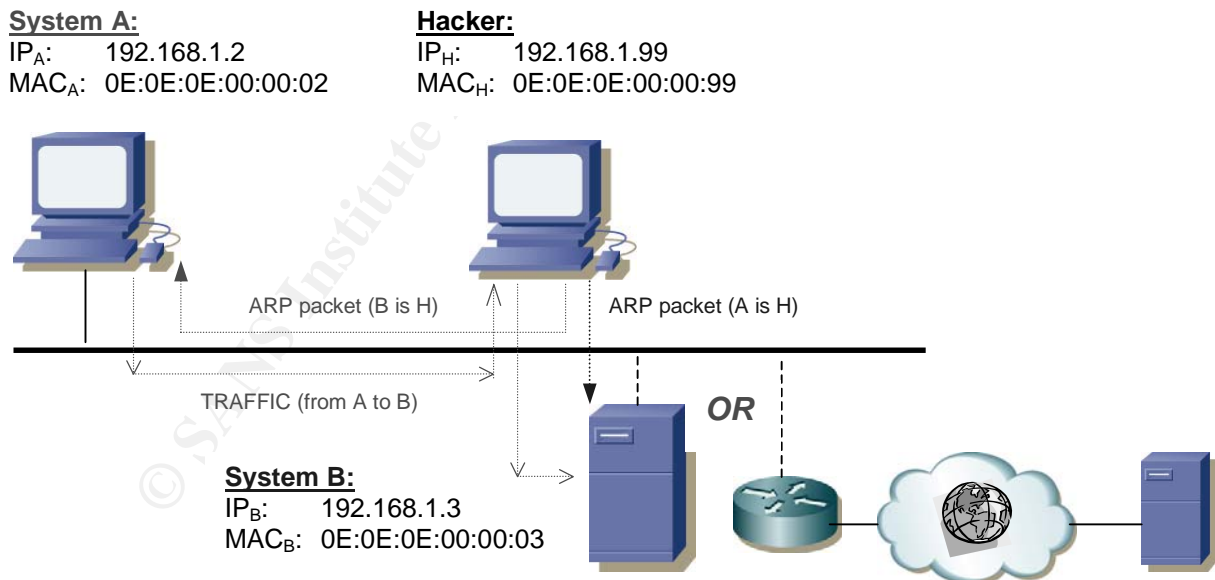 System A:
IPA: 192.168.1.2
MACA: 0E:0E:0E:00:00:02
Hacker:
IPH: 192.168.1.99
MACH: 0E:0E:0E:00:00:99
ARP packet (B is H)
ARP packet (A is H)
TRAFFIC (from A to B)
OR
System B:
IPB: 192.168.1.3
MACB: 0E:0E:0E:00:00:03
© SANS Institute